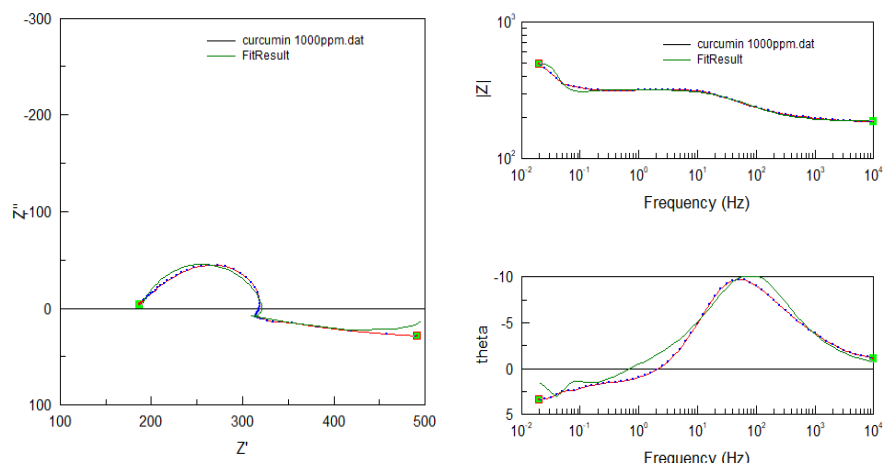 -300
-200
-100
0
100
Z''
100 200 300 400 500
Z'
curcumin 1000ppm.dat
FitResult
10³
10²
|Z|
10⁻² 10⁻¹ 10⁰ 10¹ 10² 10³ 10⁴
Frequency (Hz)
curcumin 1000ppm.dat
FitResult
-10
-5
0
5
theta
10⁻² 10⁻¹ 10⁰ 10¹ 10² 10³ 10⁴
Frequency (Hz)